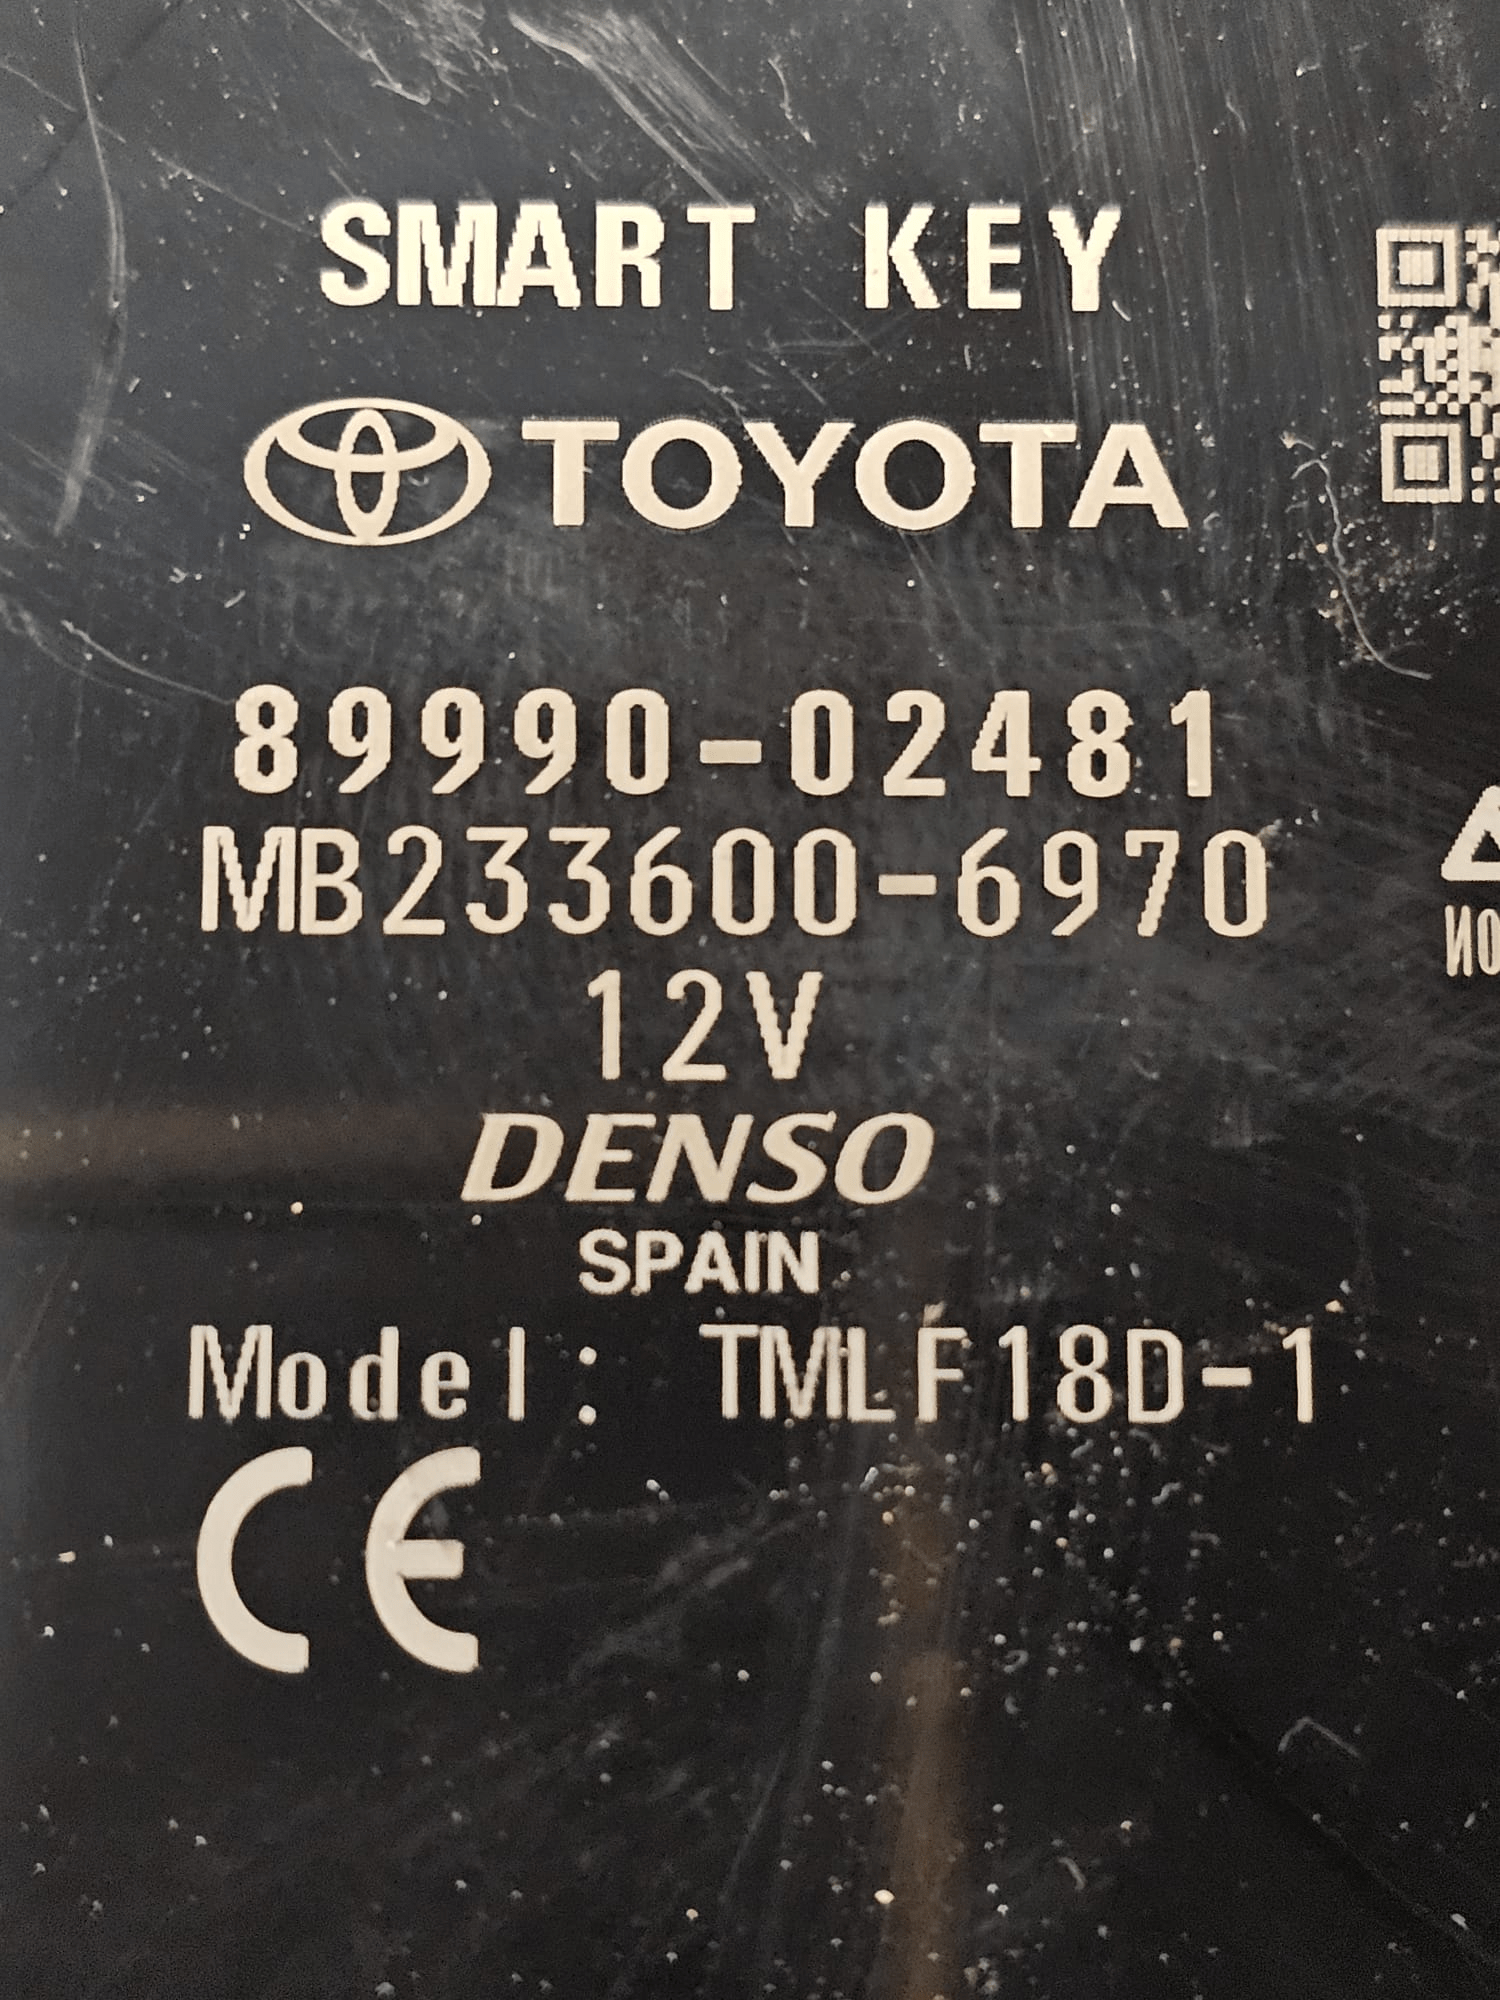 SMART KEY
TOYOTA
89990-02481
MB233600-6970
12V
DENSO
SPAIN
Model: TMLF18D-1
CE